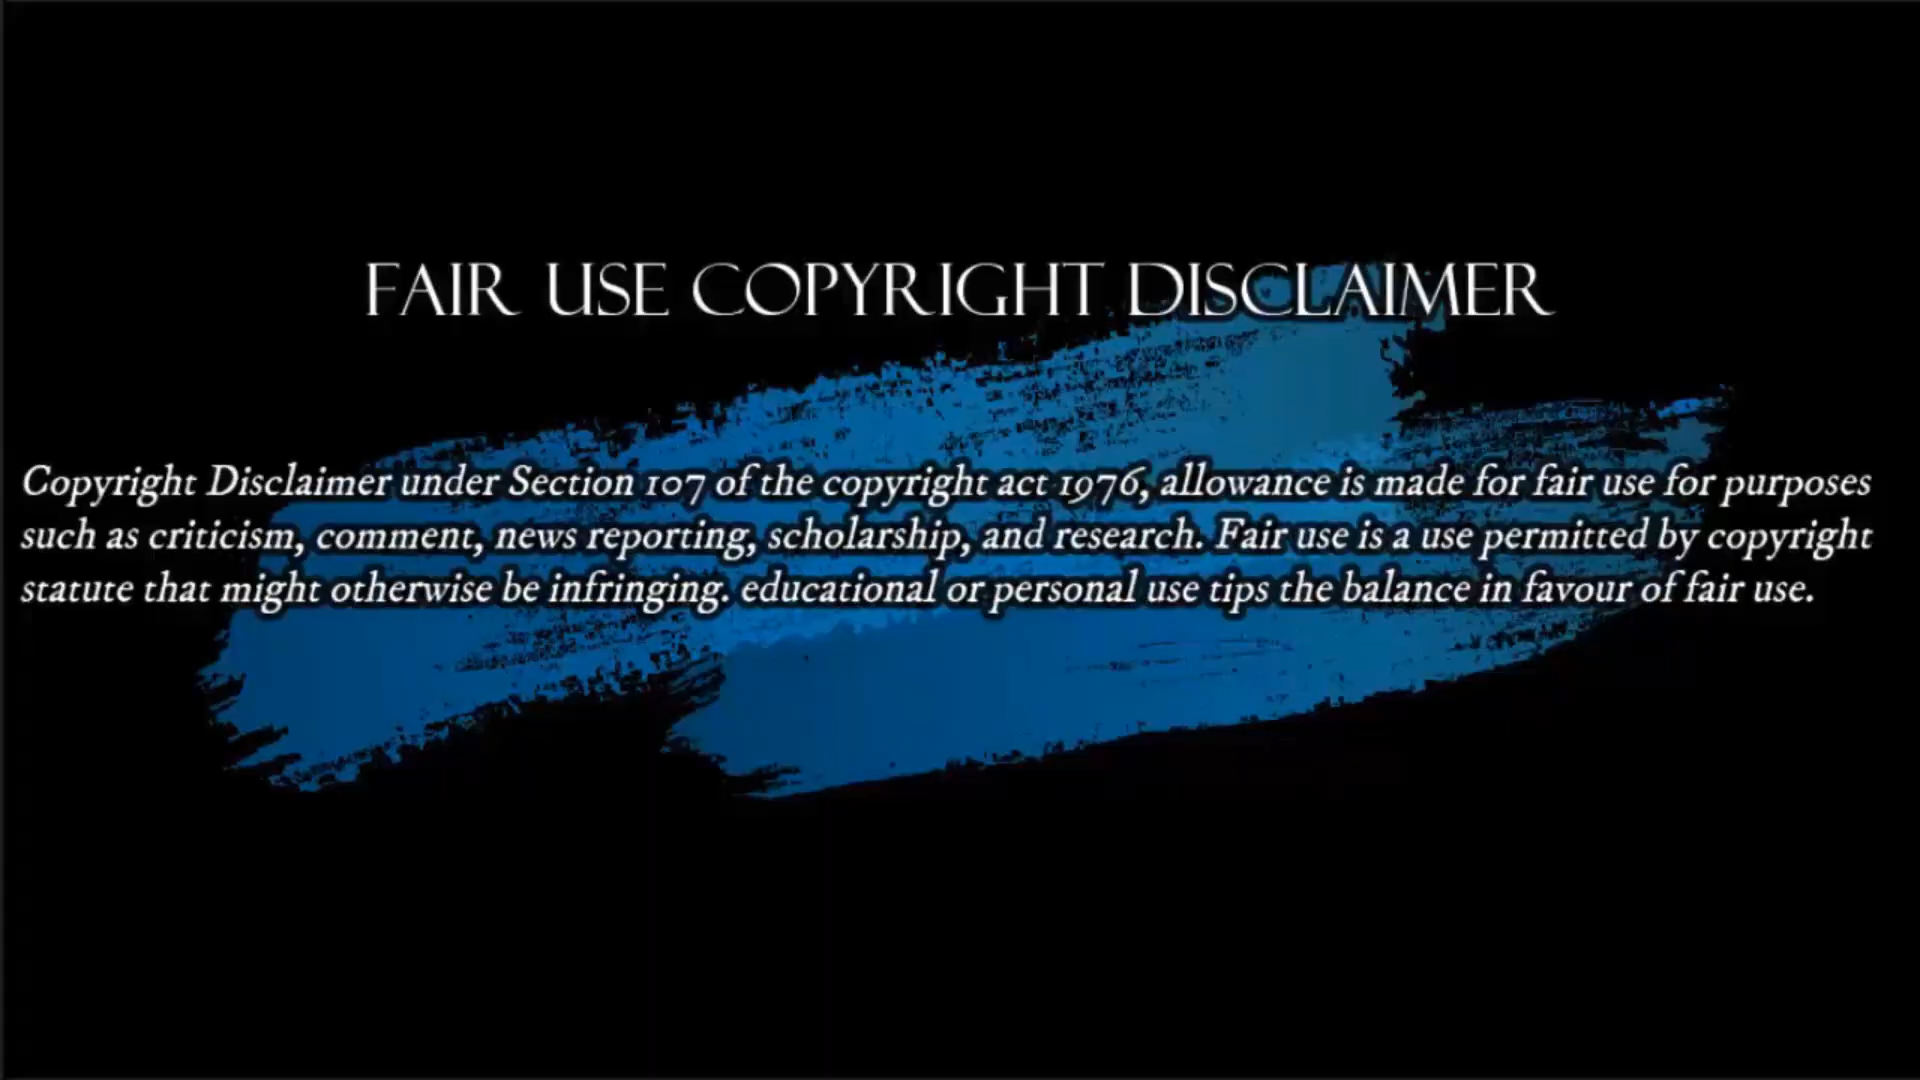 FAIR USE COPYRIGHT DISCLAIMER
Copyright Disclaimer under Section 107 of the copyright act 1976, allowance is made for fair use for purposes
such as criticism, comment, news reporting, scholarship, and research. Fair use is a use permitted by copyright
statute that might otherwise be infringing. educational or personal use tips the balance in favour of fair use.